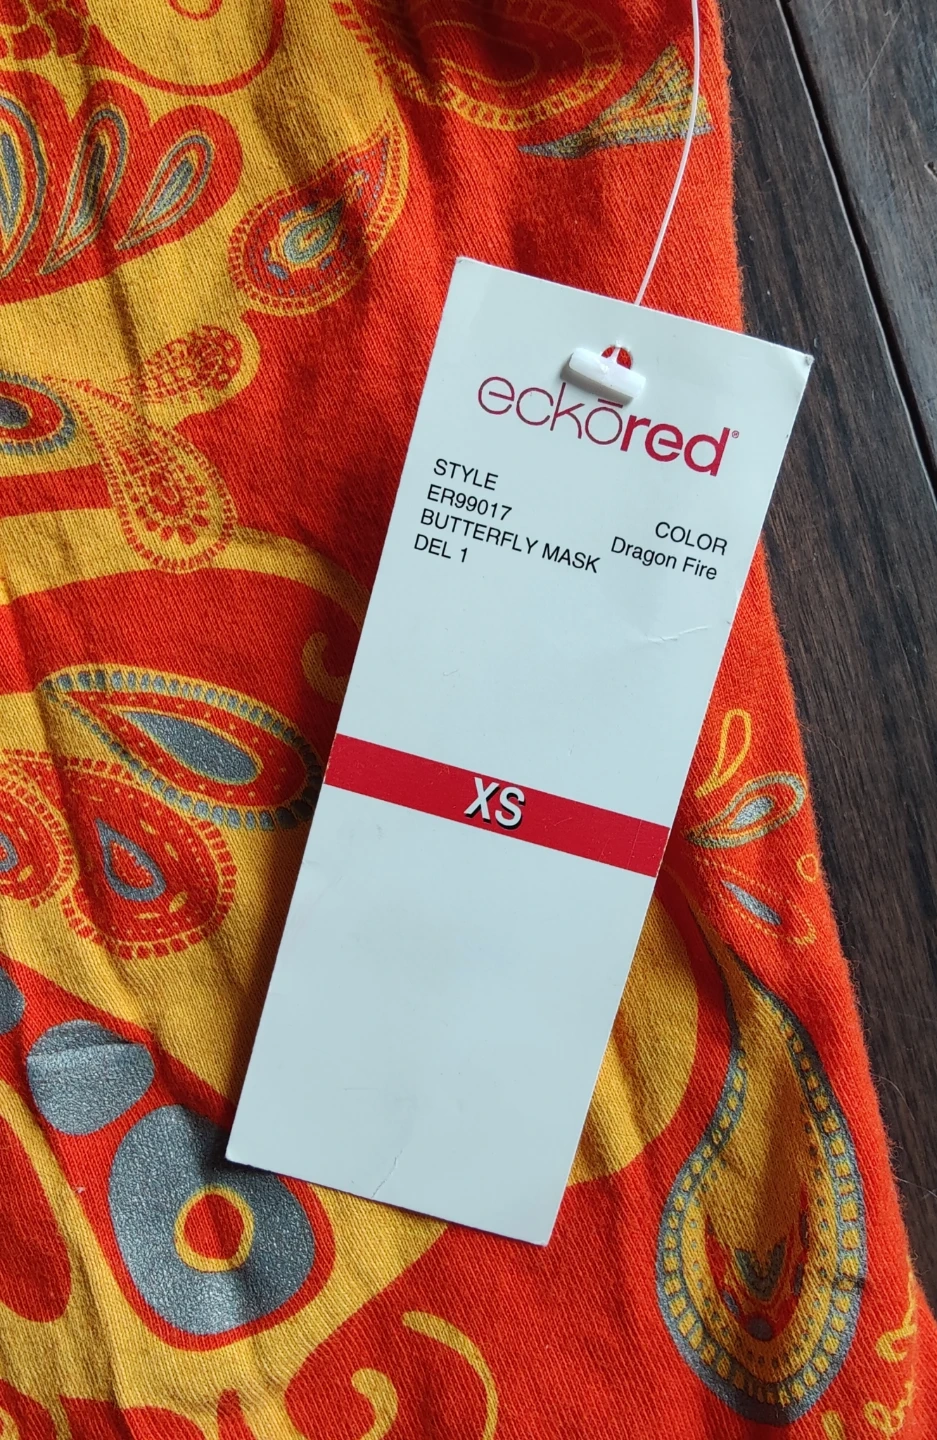 eckōred®
STYLE
ER99017
BUTTERFLY MASK
DEL 1
COLOR
Dragon Fire
XS